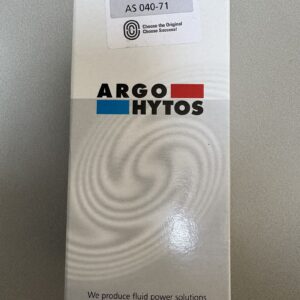 AS 040-71
Choose the Original
Choose Success!
ARGO
HYTOS
We produce fluid power solutions